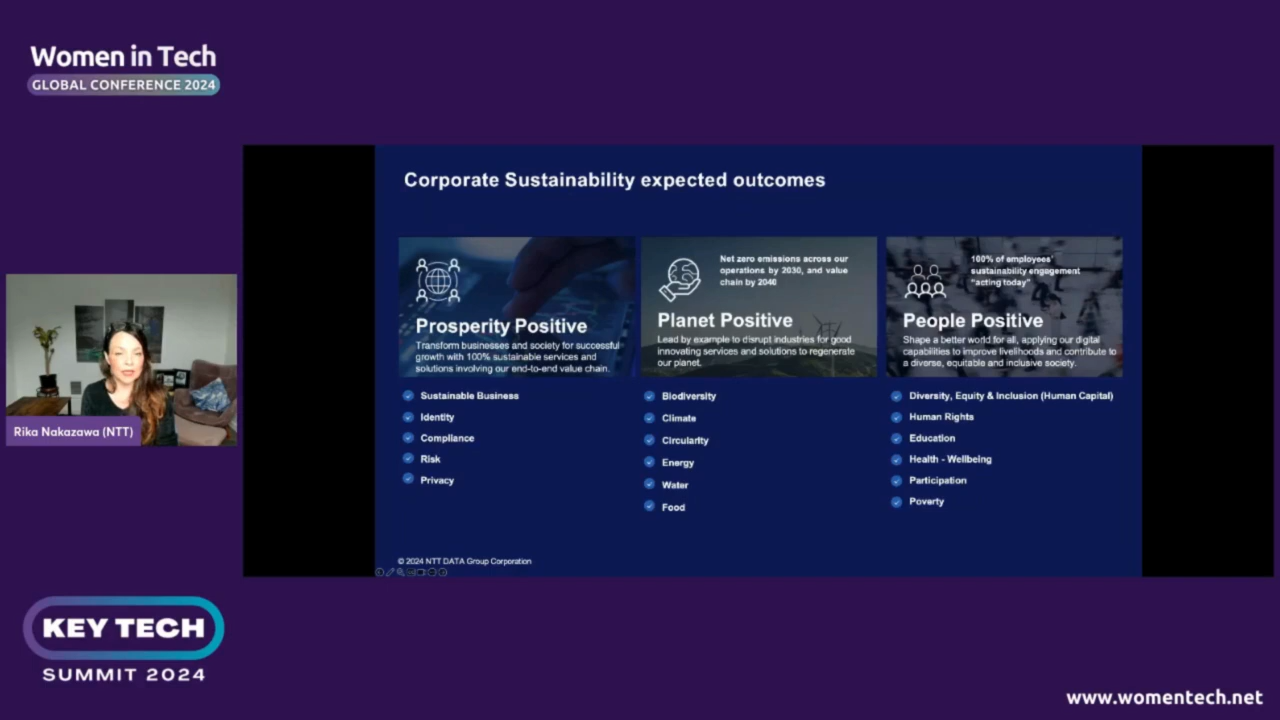 Women in Tech
GLOBAL CONFERENCE 2024
Corporate Sustainability expected outcomes
Prosperity Positive
Transform businesses and society for successful
growth with 100% sustainable services and
solutions involving our end-to-end value chain.
Sustainable Business
Identity
Compliance
Risk
Privacy
Net zero emissions across our
operations by 2030, and value
chain by 2040
Planet Positive
Lead by example to disrupt industries for good
innovating services and solutions to regenerate
our planet.
Biodiversity
Climate
Circularity
Energy
Water
Food
100% of employees'
sustainability engagement
"acting today"
People Positive
Shape a better world for all, applying our digital
capabilities to improve livelihoods and contribute to
a diverse, equitable and inclusive society.
Diversity, Equity & Inclusion (Human Capital)
Human Rights
Education
Health - Wellbeing
Participation
Poverty
© 2024 NTT DATA Group Corporation
Rika Nakazawa (NTT)
KEY TECH
SUMMIT 2024
www.womentech.net